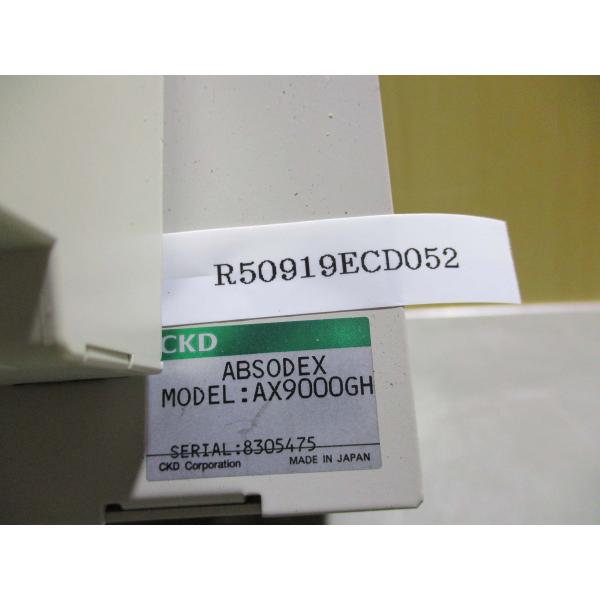 R50919ECD052
CKD
ABSODEX
MODEL:AX9000GH
SERIAL:8305475
CKD Corporation MADE IN JAPAN